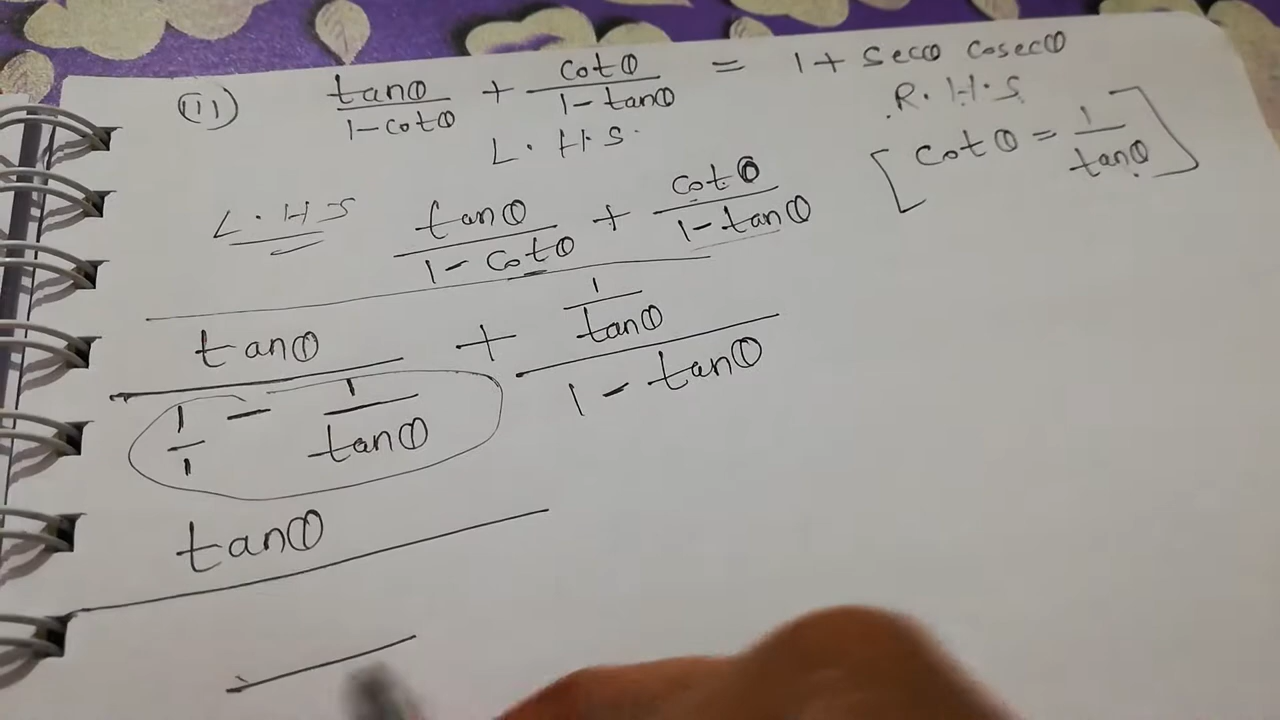 (11) tanθ/1-cotθ + cotθ/1-tanθ = 1 + secθ cosecθ
L.H.S. R.H.S
[cotθ = 1/tanθ]
L.H.S tanθ/1-cotθ + cotθ/1-tanθ
tanθ/(1/1 - 1/tanθ) + (1/tanθ)/1-tanθ
tanθ